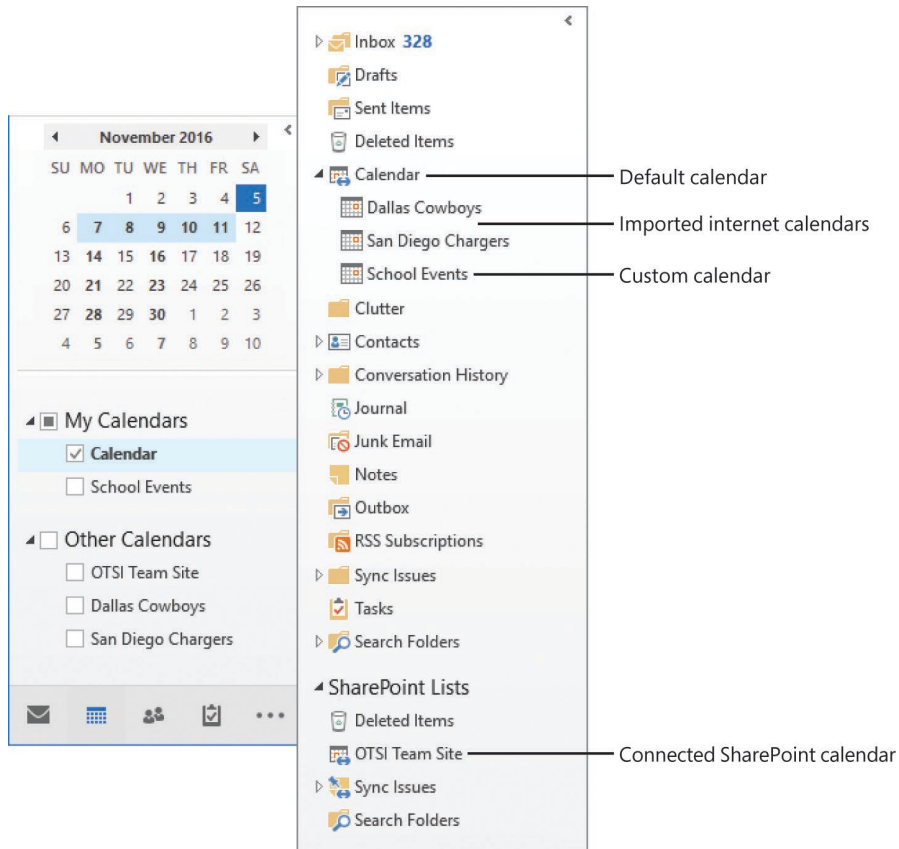 November 2016
SU MO TU WE TH FR SA
1 2 3 4 5
6 7 8 9 10 11 12
13 14 15 16 17 18 19
20 21 22 23 24 25 26
27 28 29 30 1 2 3
4 5 6 7 8 9 10
My Calendars
Calendar
School Events
Other Calendars
OTSI Team Site
Dallas Cowboys
San Diego Chargers
Inbox 328
Drafts
Sent Items
Deleted Items
Calendar
Dallas Cowboys
San Diego Chargers
School Events
Clutter
Contacts
Conversation History
Journal
Junk Email
Notes
Outbox
RSS Subscriptions
Sync Issues
Tasks
Search Folders
SharePoint Lists
Deleted Items
OTSI Team Site
Sync Issues
Search Folders
Default calendar
Imported internet calendars
Custom calendar
Connected SharePoint calendar